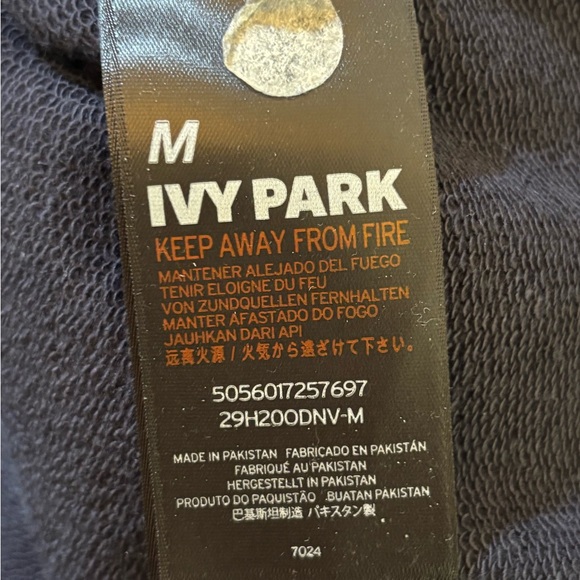 M
IVY PARK
KEEP AWAY FROM FIRE
MANTENER ALEJADO DEL FUEGO
TENIR ELOIGNE DU FEU
VON ZUNDQUELLEN FERNHALTEN
MANTER AFASTADO DO FOGO
JAUHKAN DARI API
远离火源 / 火気から遠ざけて下さい。
5056017257697
29H20ODNV-M
MADE IN PAKISTAN FABRICADO EN PAKISTÁN
FABRIQUÉ AU PAKISTAN
HERGESTELLT IN PAKISTAN
PRODUTO DO PAQUISTÃO BUATAN PAKISTAN
巴基斯坦制造 パキスタン製
7024